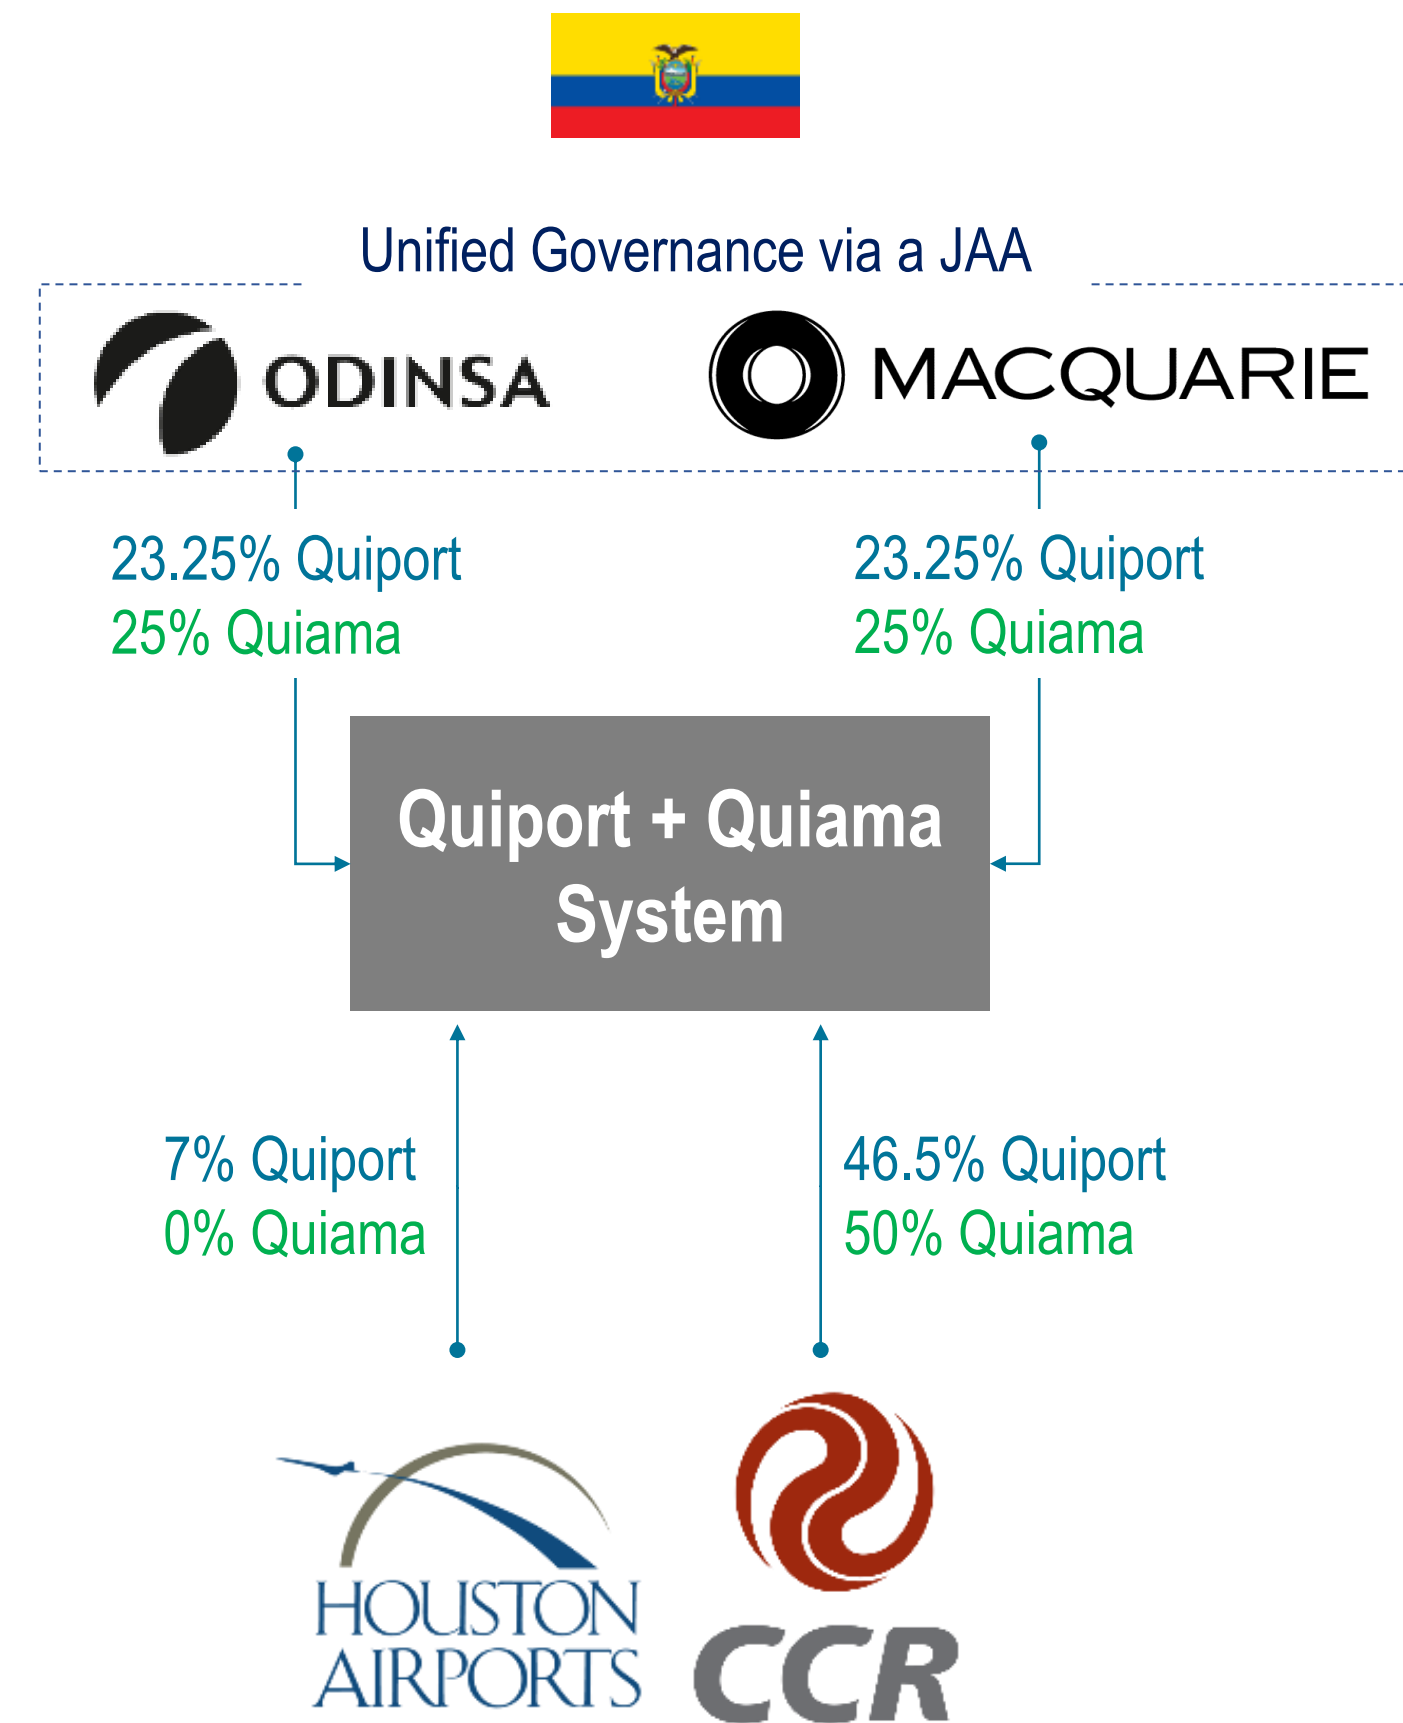 Unified Governance via a JAA
ODINSA
MACQUARIE
23.25% Quiport
25% Quiama
23.25% Quiport
25% Quiama
Quiport + Quiama
System
7% Quiport
0% Quiama
46.5% Quiport
50% Quiama
HOUSTON
AIRPORTS
CCR